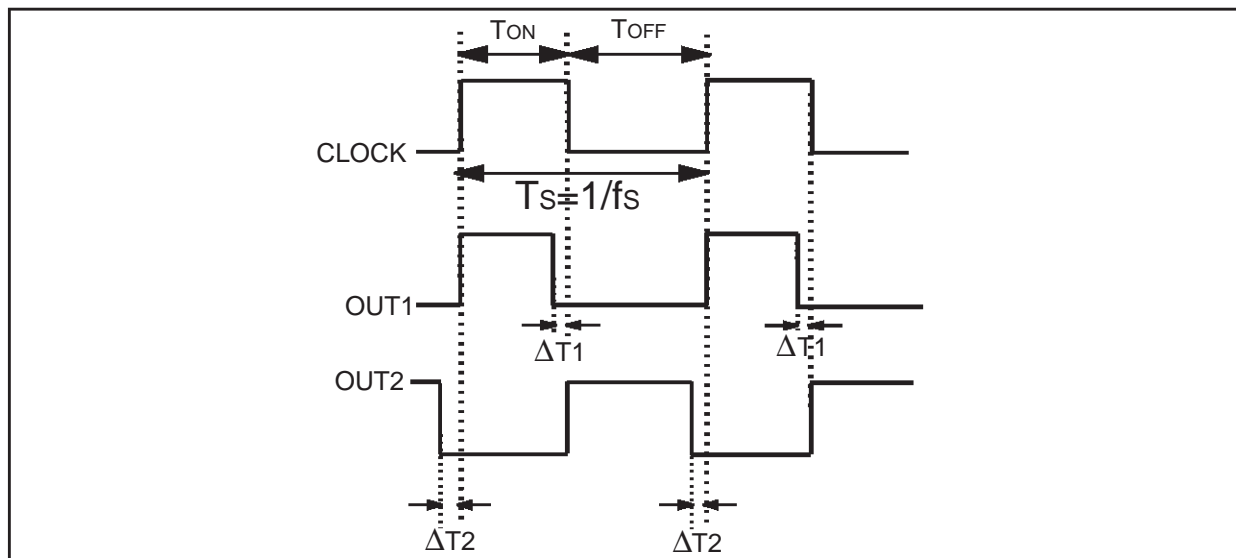 TON TOFF
CLOCK
Ts=1/fs
OUT1
ΔT1 ΔT1
OUT2
ΔT2 ΔT2